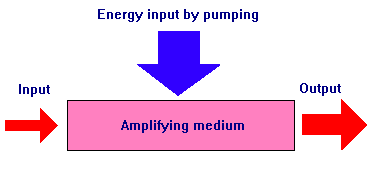 Energy input by pumping
Input
Output
Amplifying medium